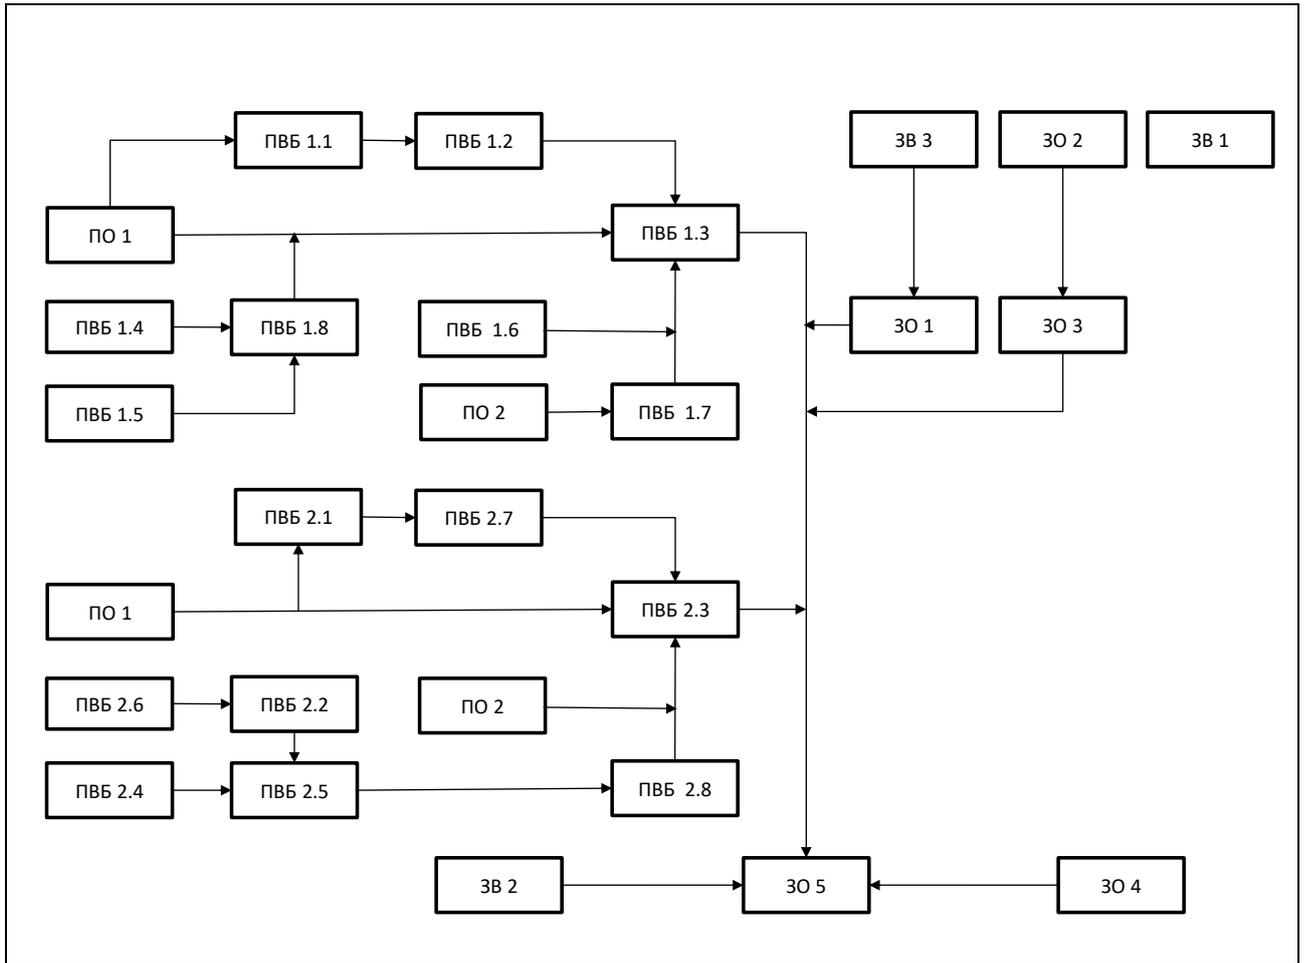 ПВБ 1.1
ПВБ 1.2
ЗВ 3
ЗО 2
ЗВ 1
ПО 1
ПВБ 1.3
ПВБ 1.4
ПВБ 1.8
ПВБ 1.6
ЗО 1
ЗО 3
ПВБ 1.5
ПО 2
ПВБ 1.7
ПВБ 2.1
ПВБ 2.7
ПО 1
ПВБ 2.3
ПВБ 2.6
ПВБ 2.2
ПО 2
ПВБ 2.4
ПВБ 2.5
ПВБ 2.8
ЗВ 2
ЗО 5
ЗО 4